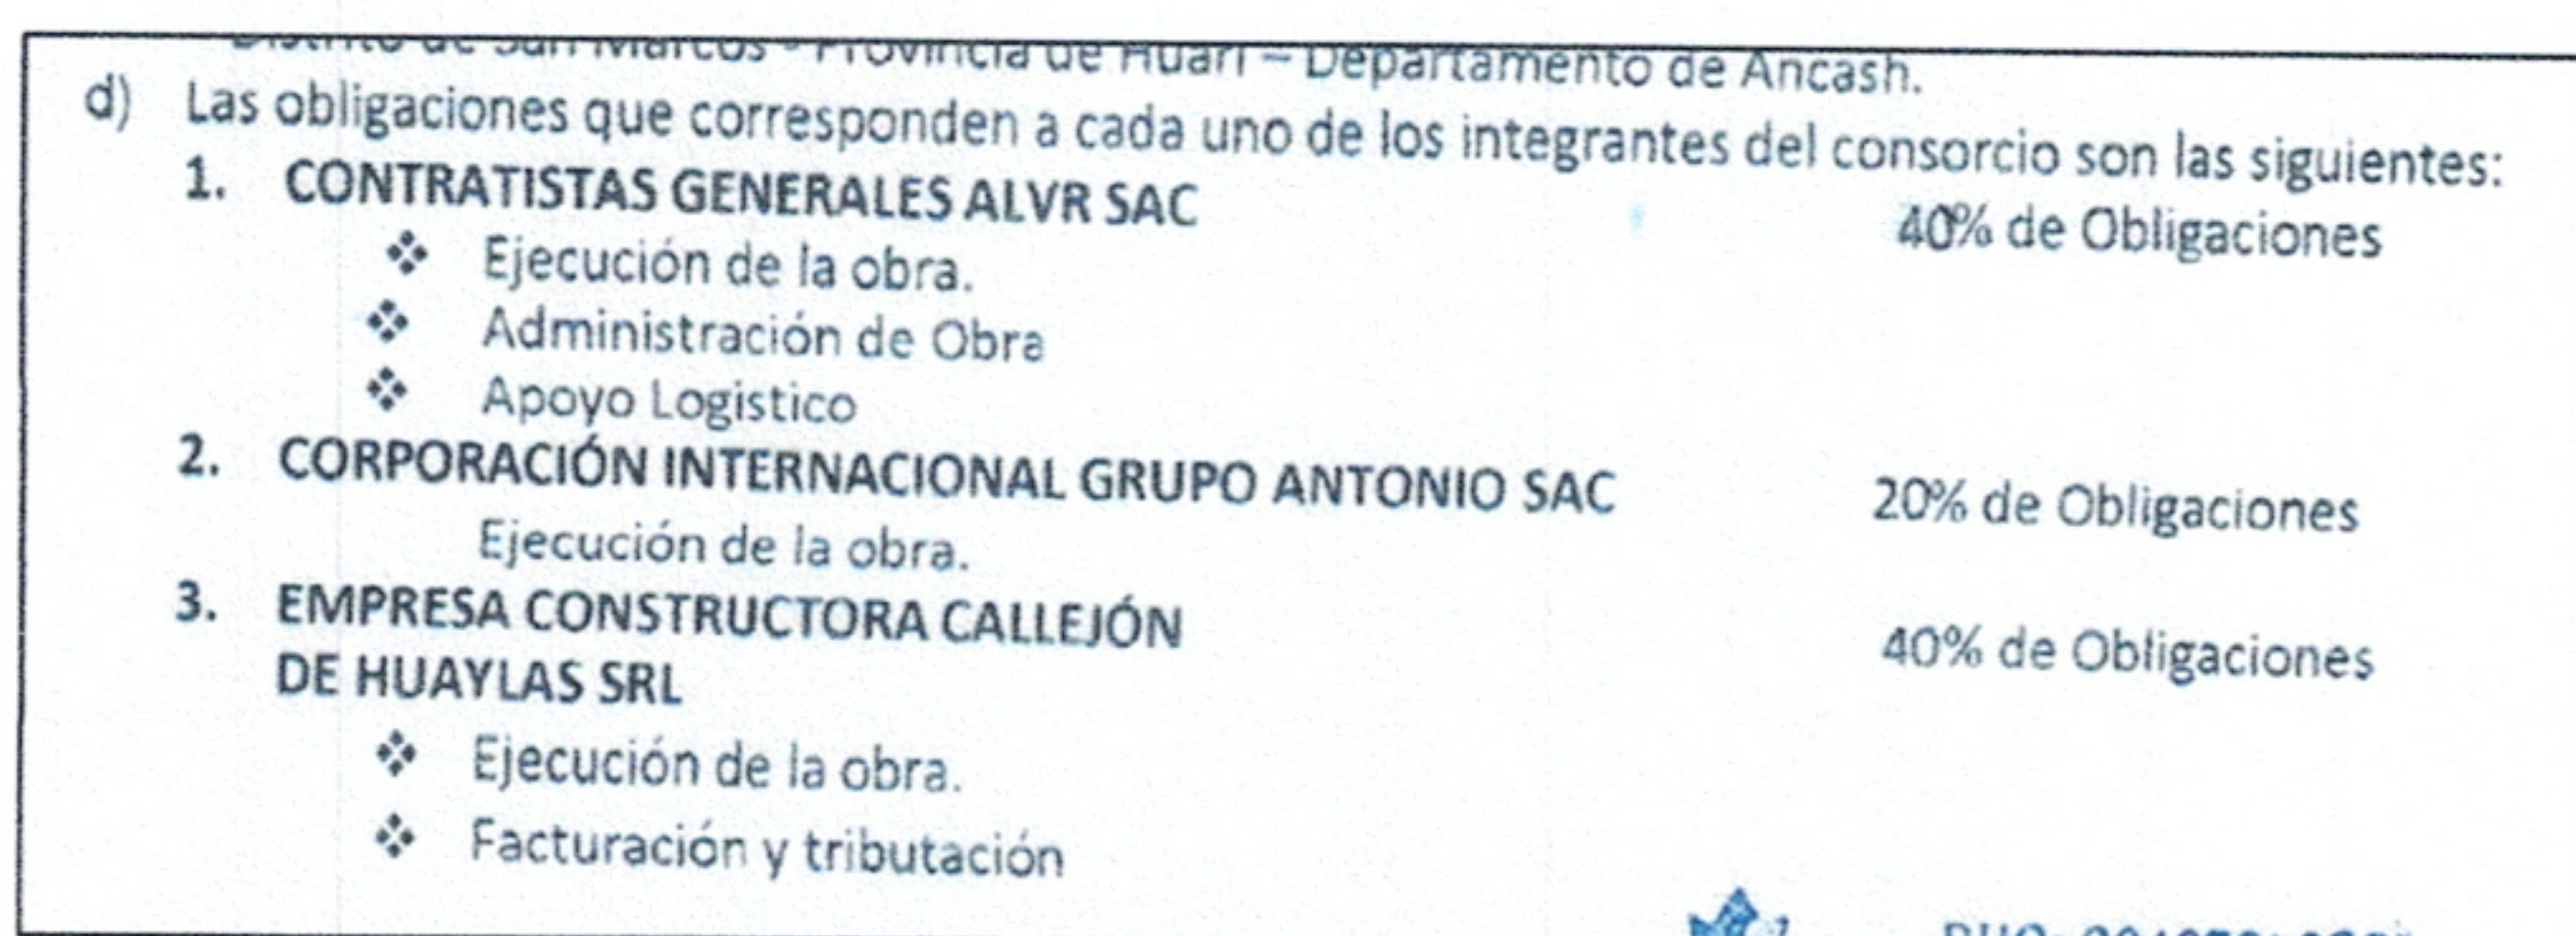 Distrito de San Marcos - Provincia de Huari – Departamento de Ancash.
d) Las obligaciones que corresponden a cada uno de los integrantes del consorcio son las siguientes:
1. CONTRATISTAS GENERALES ALVR SAC 40% de Obligaciones
❖ Ejecución de la obra.
❖ Administración de Obra
❖ Apoyo Logistico
2. CORPORACIÓN INTERNACIONAL GRUPO ANTONIO SAC 20% de Obligaciones
Ejecución de la obra.
3. EMPRESA CONSTRUCTORA CALLEJÓN 40% de Obligaciones
DE HUAYLAS SRL
❖ Ejecución de la obra.
❖ Facturación y tributación